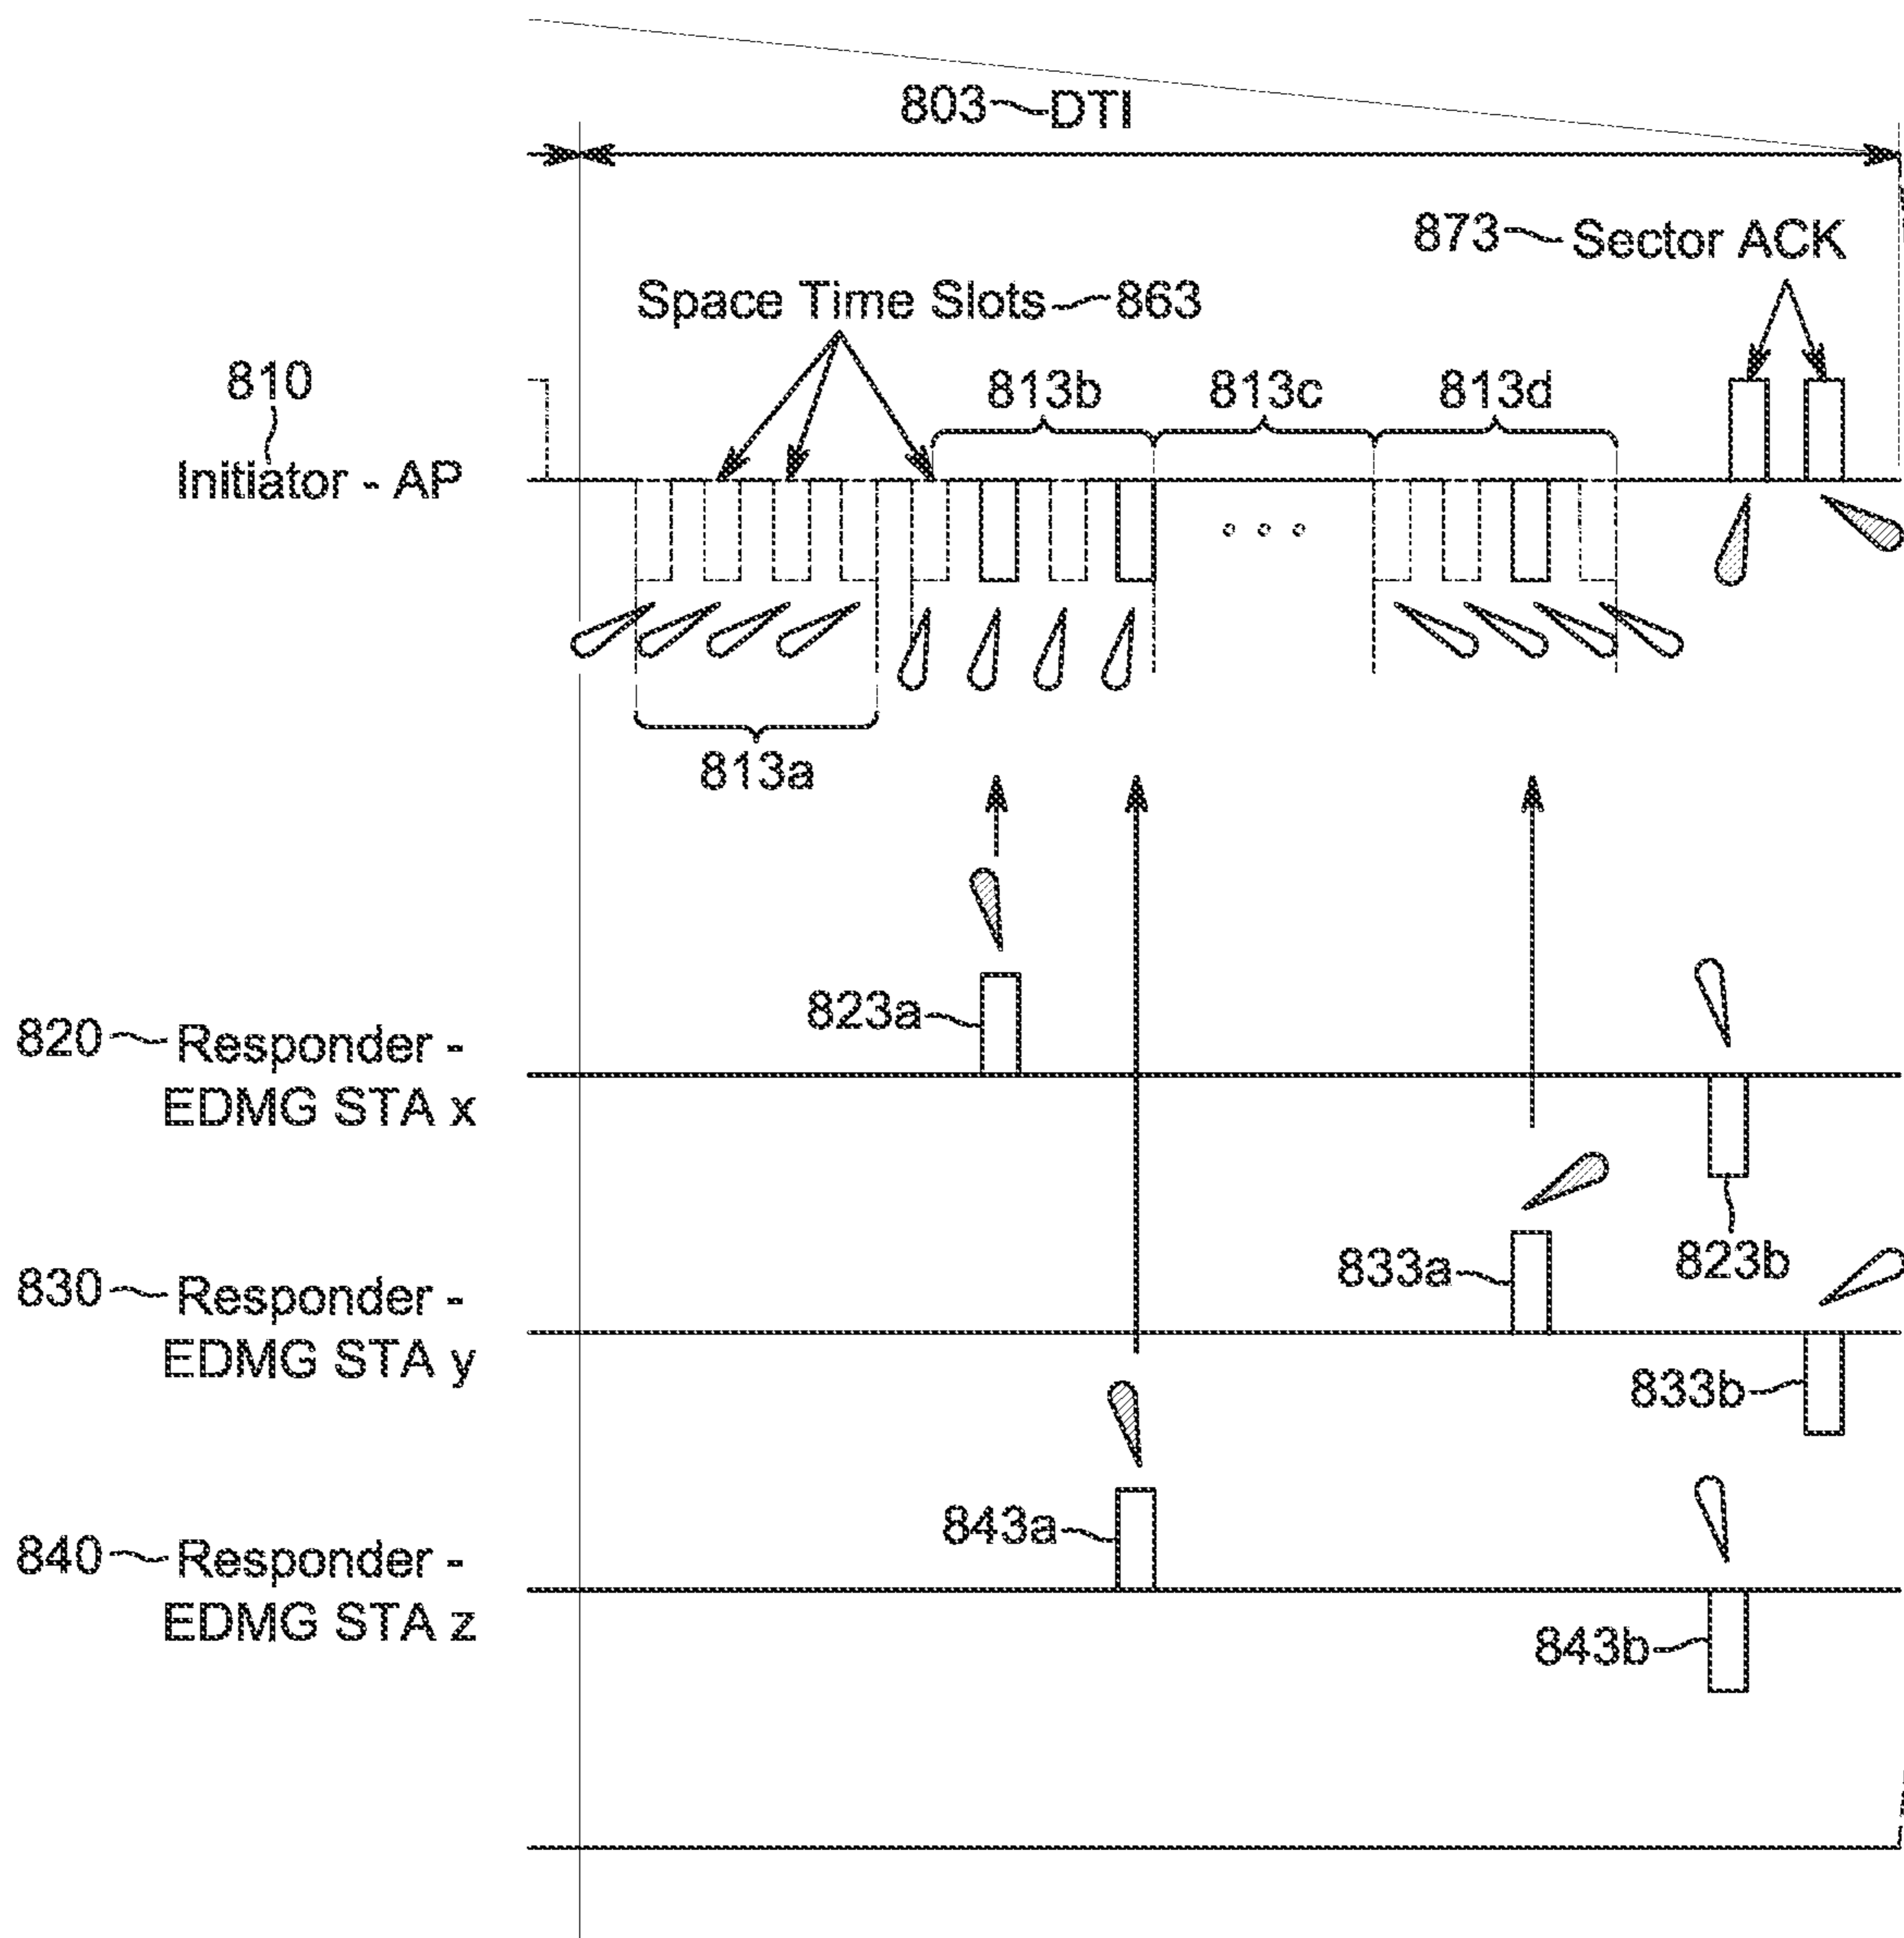 803 DTI
873 Sector ACK
Space Time Slots 863
810
Initiator - AP
813b
813c
813d
813a
823a
820 Responder -
EDMG STA x
823b
833a
830 Responder -
EDMG STA y
833b
843a
840 Responder -
EDMG STA z
843b